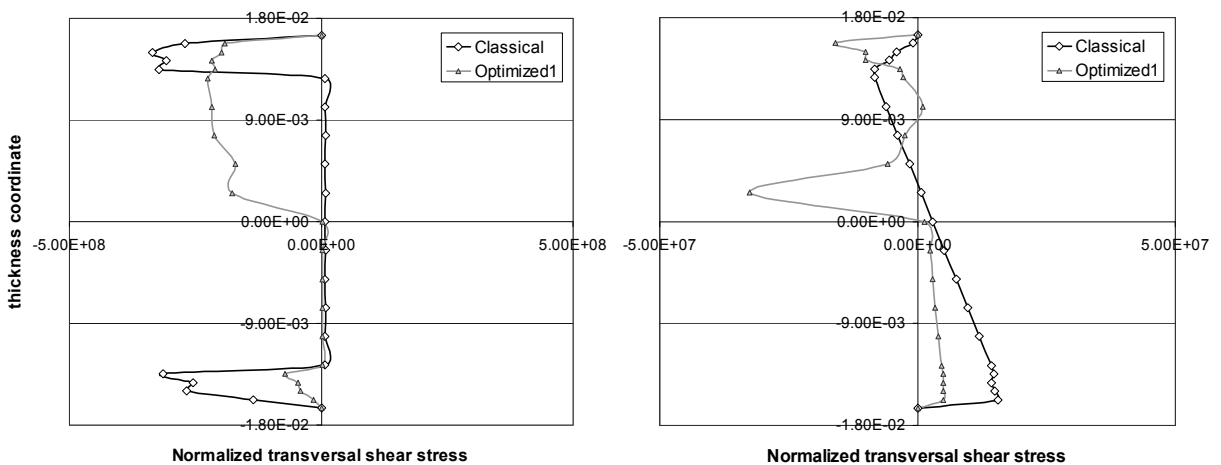 1.80E-02
Classical
Optimized1
9.00E-03
thickness coordinate
0.00E+00
-5.00E+08
0.00E+00
5.00E+08
-9.00E-03
-1.80E-02
Normalized transversal shear stress
1.80E-02
Classical
Optimized1
9.00E-03
0.00E+00
-5.00E+07
0.00E+00
5.00E+07
-9.00E-03
-1.80E-02
Normalized transversal shear stress